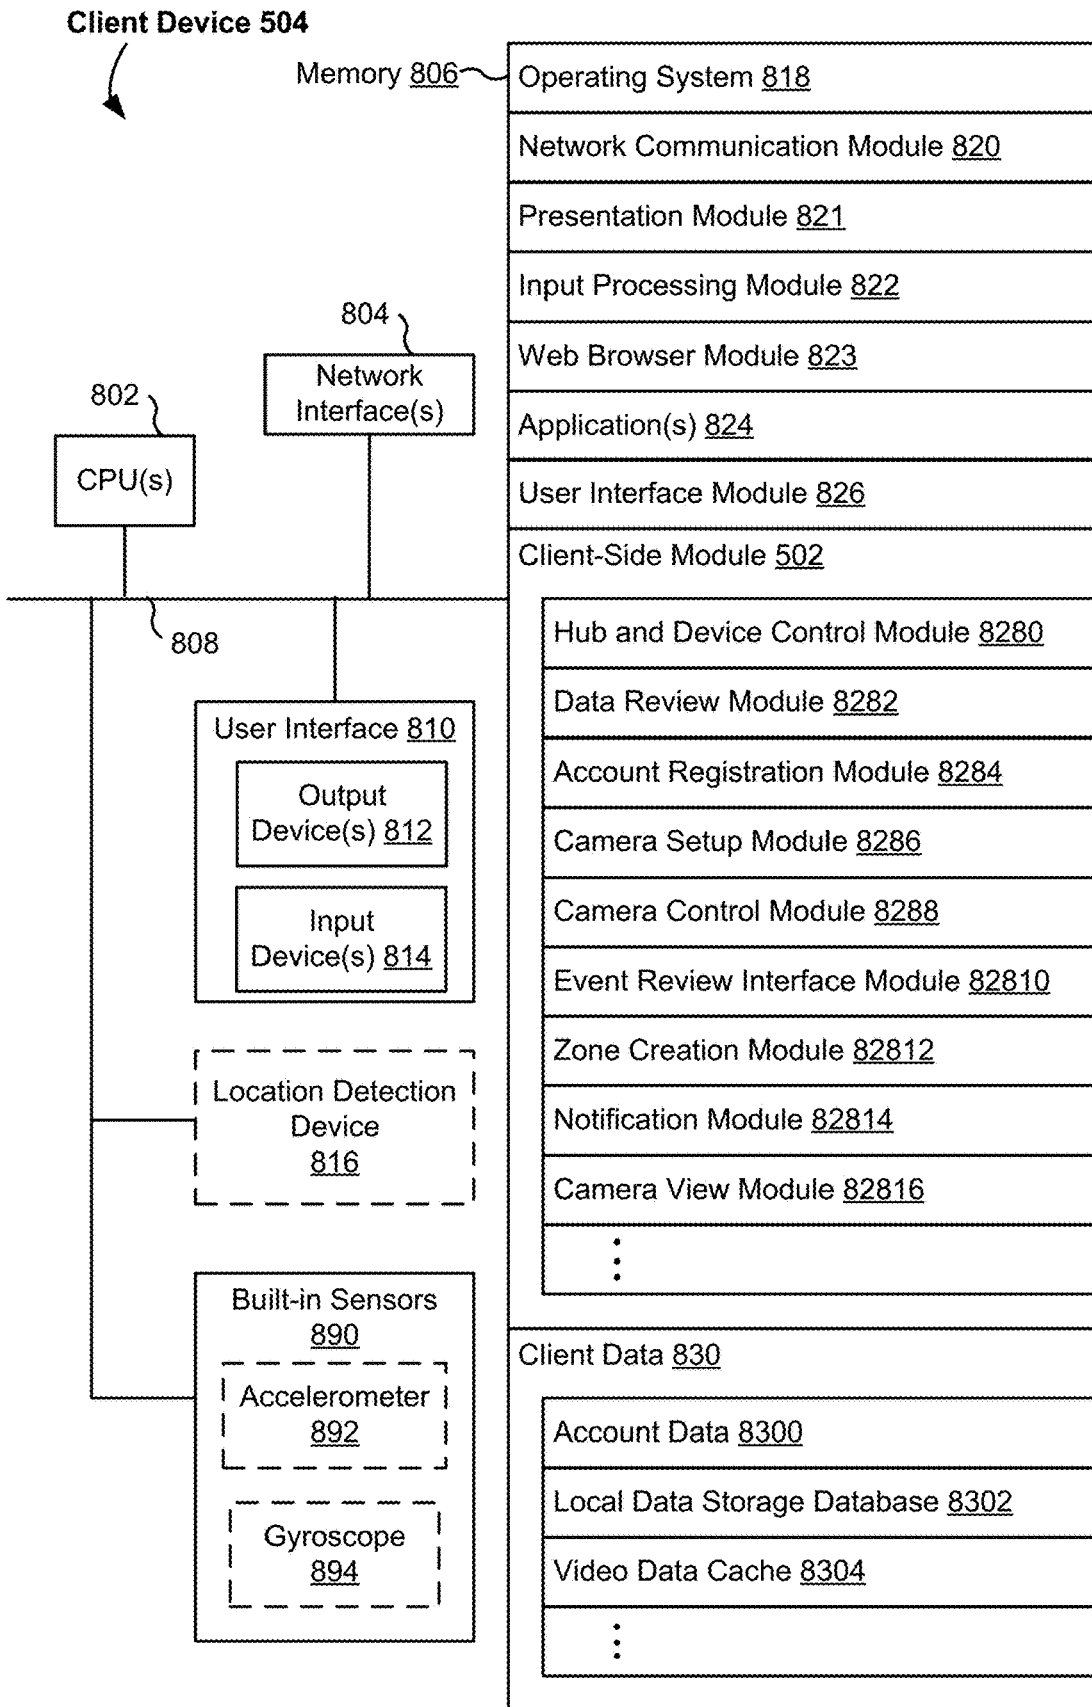 Client Device 504
Memory 806
Operating System 818
Network Communication Module 820
Presentation Module 821
Input Processing Module 822
Web Browser Module 823
Application(s) 824
User Interface Module 826
Client-Side Module 502
Hub and Device Control Module 8280
Data Review Module 8282
Account Registration Module 8284
Camera Setup Module 8286
Camera Control Module 8288
Event Review Interface Module 82810
Zone Creation Module 82812
Notification Module 82814
Camera View Module 82816
Client Data 830
Account Data 8300
Local Data Storage Database 8302
Video Data Cache 8304
804
Network
Interface(s)
802
CPU(s)
808
User Interface 810
Output
Device(s) 812
Input
Device(s) 814
Location Detection
Device
816
Built-in Sensors
890
Accelerometer
892
Gyroscope
894